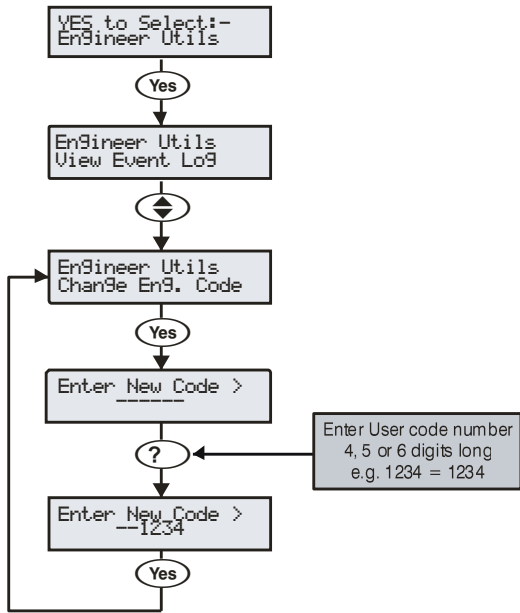 YES to Select:-
Engineer Utils
Yes
Engineer Utils
View Event Log
Engineer Utils
Change Eng. Code
Yes
Enter New Code >
------
?
Enter User code number
4, 5 or 6 digits long
e.g. 1234 = 1234
Enter New Code >
--1234
Yes